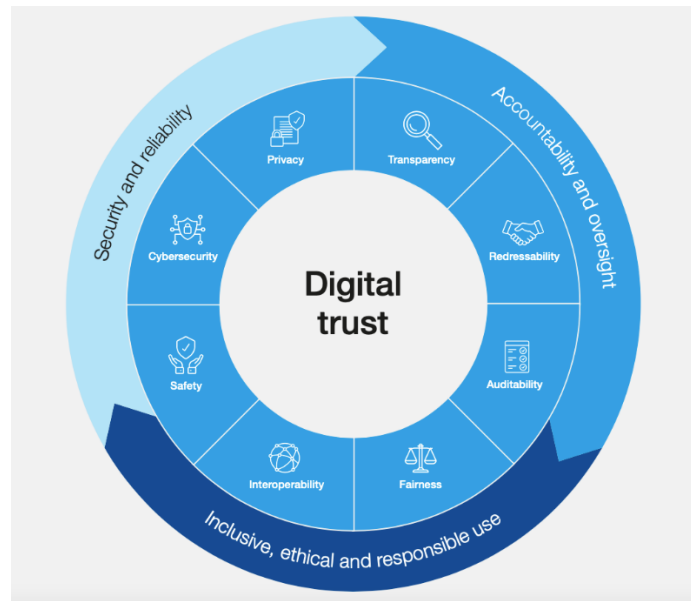 Digital
trust
Privacy
Transparency
Redressability
Auditability
Fairness
Interoperability
Safety
Cybersecurity
Security and reliability
Accountability and oversight
Inclusive, ethical and responsible use